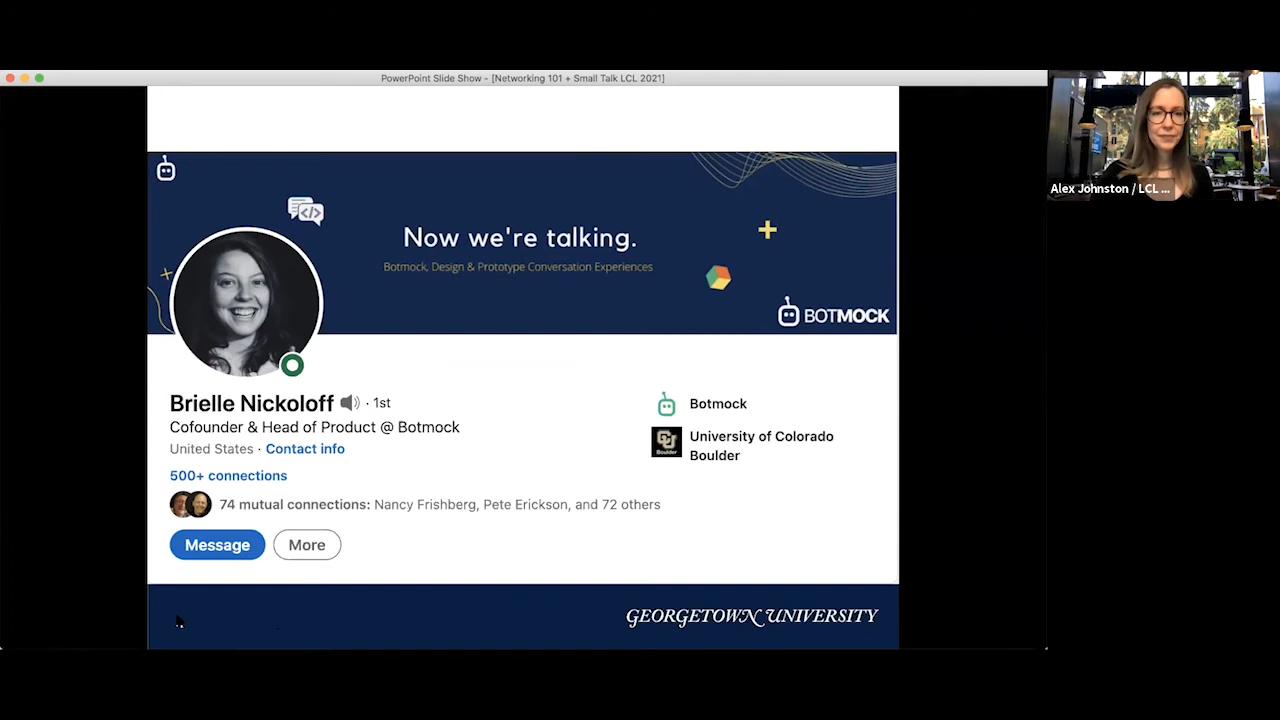 PowerPoint Slide Show - [Networking 101 + Small Talk LCL 2021]
Now we're talking.
Botmock, Design & Prototype Conversation Experiences
BOTMOCK
Brielle Nickoloff · 1st
Cofounder & Head of Product @ Botmock
United States · Contact info
500+ connections
74 mutual connections: Nancy Frishberg, Pete Erickson, and 72 others
Message
More
Botmock
CU
Boulder
University of Colorado
Boulder
GEORGETOWN UNIVERSITY
Alex Johnston / LCL ...